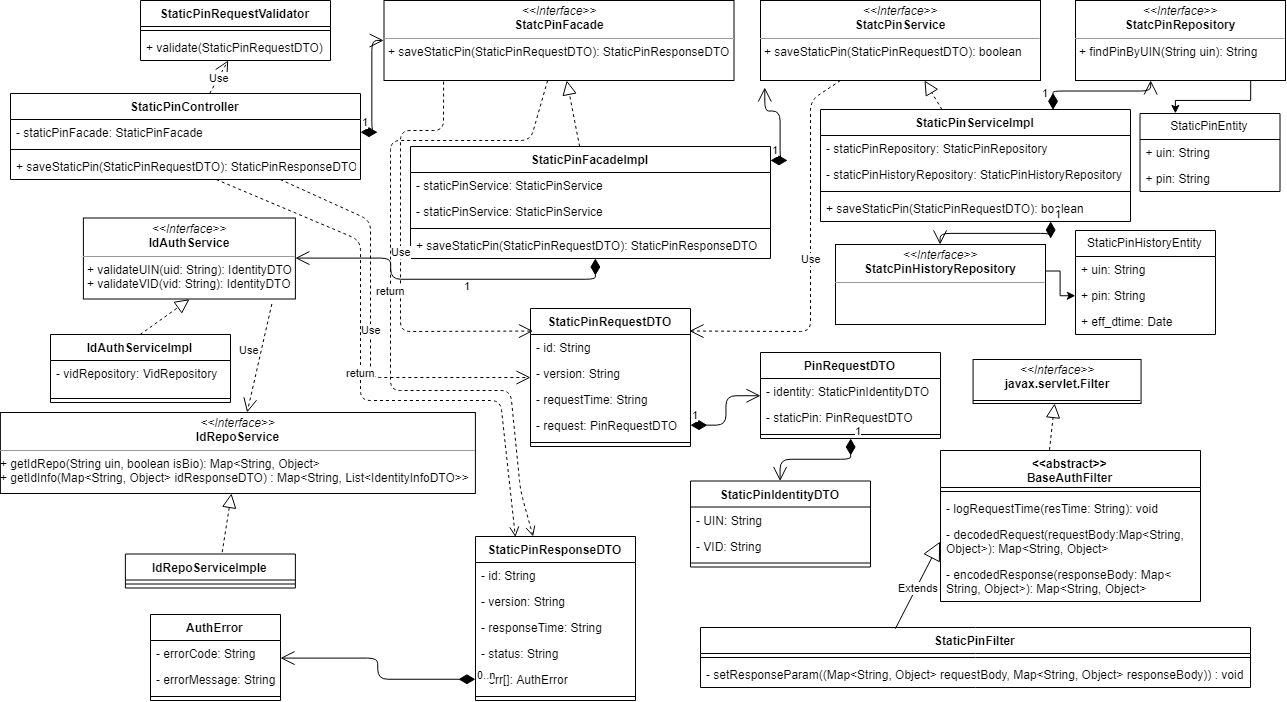 StaticPinRequestValidator
+ validate(StaticPinRequestDTO)
<<Interface>>
StatcPinFacade
+ saveStaticPin(StaticPinRequestDTO): StaticPinResponseDTO
<<Interface>>
StatcPinService
+ saveStaticPin(StaticPinRequestDTO): boolean
<<Interface>>
StatcPinRepository
+ findPinByUIN(String uin): String
Use
StaticPinController
- staticPinFacade: StaticPinFacade
+ saveStaticPin(StaticPinRequestDTO): StaticPinResponseDTO
1
StaticPinFacadeImpl
- staticPinService: StaticPinService
- staticPinService: StaticPinService
+ saveStaticPin(StaticPinRequestDTO): StaticPinResponseDTO
1
StaticPinServiceImpl
- staticPinRepository: StaticPinRepository
- staticPinHistoryRepository: StaticPinHistoryRepository
+ saveStaticPin(StaticPinRequestDTO): boolean
1
1
StaticPinEntity
+ uin: String
+ pin: String
<<Interface>>
IdAuthService
+ validateUIN(uid: String): IdentityDTO
+ validateVID(vid: String): IdentityDTO
Use
return
1
Use
<<Interface>>
StatcPinHistoryRepository
StaticPinHistoryEntity
+ uin: String
+ pin: String
+ eff_dtime: Date
IdAuthServiceImpl
- vidRepository: VidRepository
Use
Use
return
StaticPinRequestDTO
- id: String
- version: String
- requestTime: String
- request: PinRequestDTO
1
PinRequestDTO
- identity: StaticPinIdentityDTO
- staticPin: PinRequestDTO
1
<<Interface>>
javax.servlet.Filter
<<Interface>>
IdRepoService
+ getIdRepo(String uin, boolean isBio): Map<String, Object>
+ getIdInfo(Map<String, Object> idResponseDTO) : Map<String, List<IdentityInfoDTO>>
StaticPinIdentityDTO
- UIN: String
- VID: String
<<abstract>>
BaseAuthFilter
- logRequestTime(resTime: String): void
- decodedRequest(requestBody:Map<String,
Object>): Map<String, Object>
- encodedResponse(responseBody: Map<
String, Object>): Map<String, Object>
Extends
IdRepoServiceImple
StaticPinResponseDTO
- id: String
- version: String
- responseTime: String
- status: String
- err[]: AuthError
0..n
AuthError
- errorCode: String
- errorMessage: String
StaticPinFilter
- setResponseParam((Map<String, Object> requestBody, Map<String, Object> responseBody)) : void